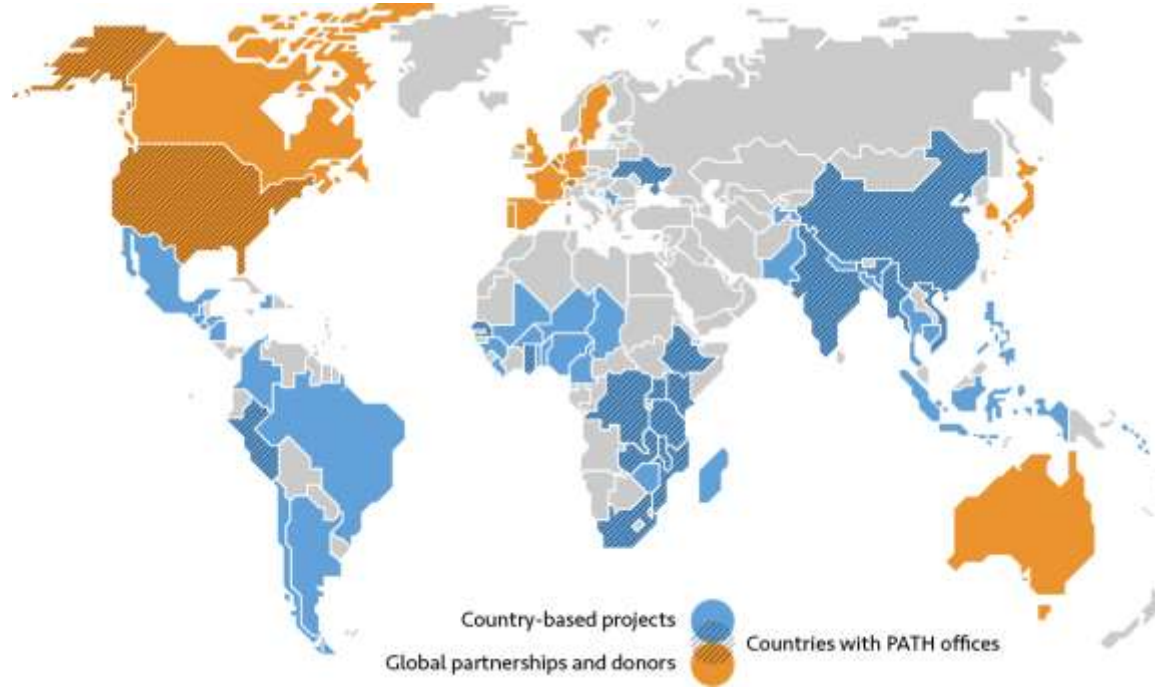 Country-based projects
Countries with PATH offices
Global partnerships and donors